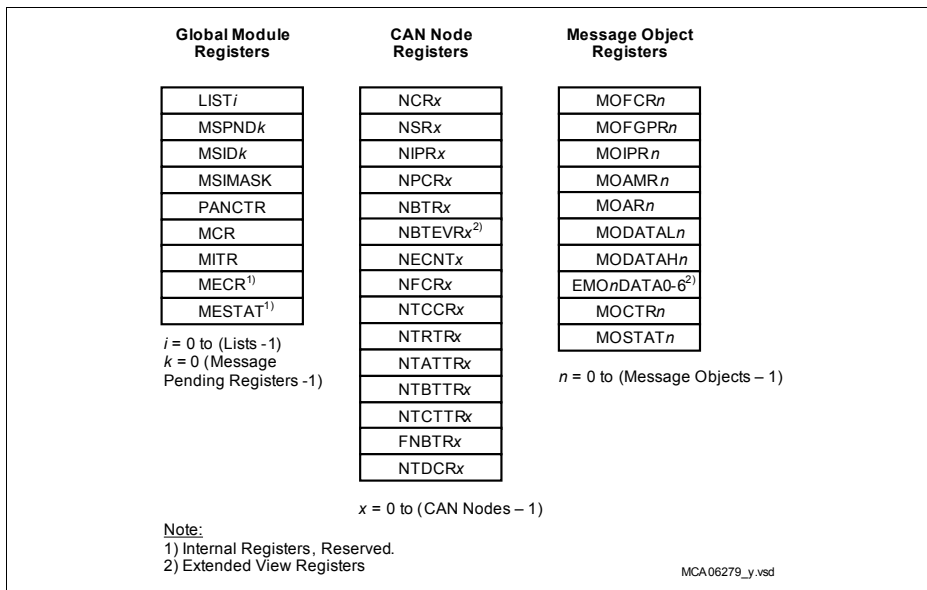 Global Module
Registers
LISTi
MSPNDk
MSIDk
MSIMASK
PANCTR
MCR
MITR
MECR1)
MESTAT1)
i = 0 to (Lists -1)
k = 0 (Message
Pending Registers -1)
CAN Node
Registers
NCRx
NSRx
NIPRx
NPCRx
NBTRx
NBTEVRx2)
NECNTx
NFCRx
NTCCRx
NTRTRx
NTATTRx
NTBTTRx
NTCTTRx
FNBTRx
NTDCRx
x = 0 to (CAN Nodes – 1)
Message Object
Registers
MOFCRn
MOFGPRn
MOIPRn
MOAMRn
MOARn
MODATALn
MODATAHn
EMOnDATA0-62)
MOCTRn
MOSTATn
n = 0 to (Message Objects – 1)
Note:
1) Internal Registers, Reserved.
2) Extended View Registers
MCA06279_y.vsd